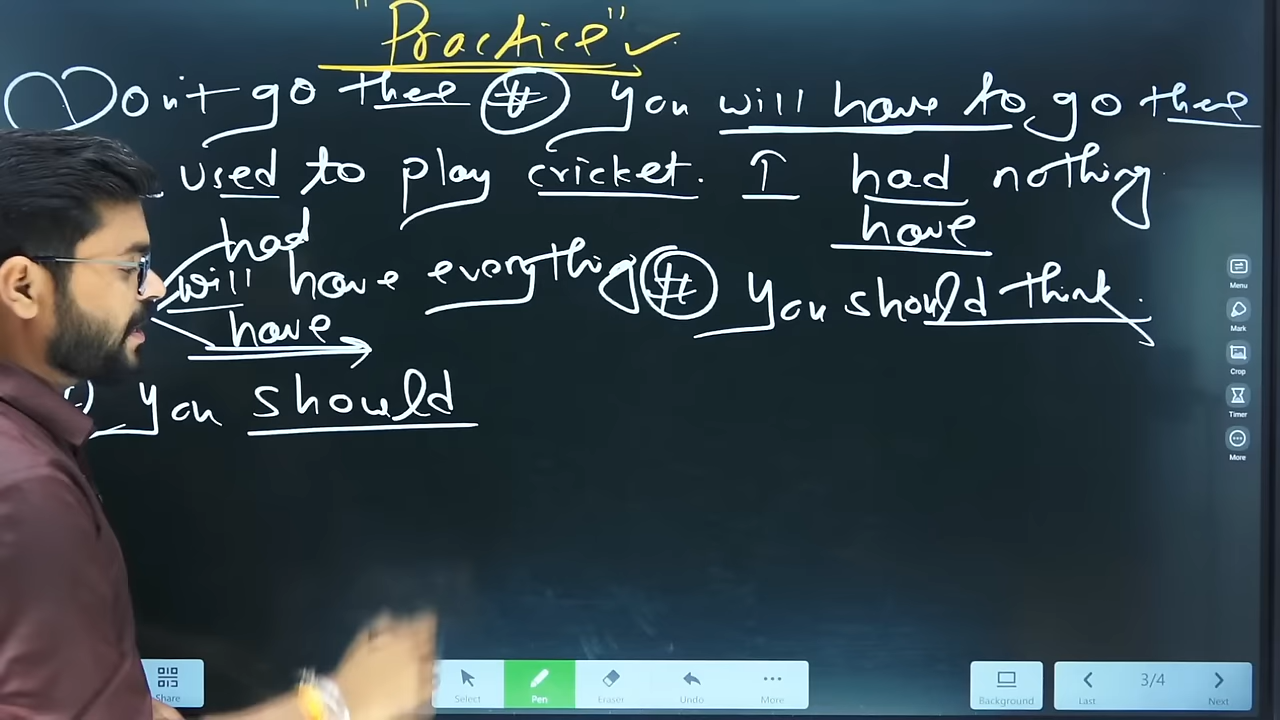 "Practice"
Don't go there # you will have to go there
used to play cricket. I had nothing
have
had
will have everything # you should think.
have
you should
Menu
Mark
Crop
Timer
More
Share
Select Pen Eraser Undo More
Background
Last 3/4 Next